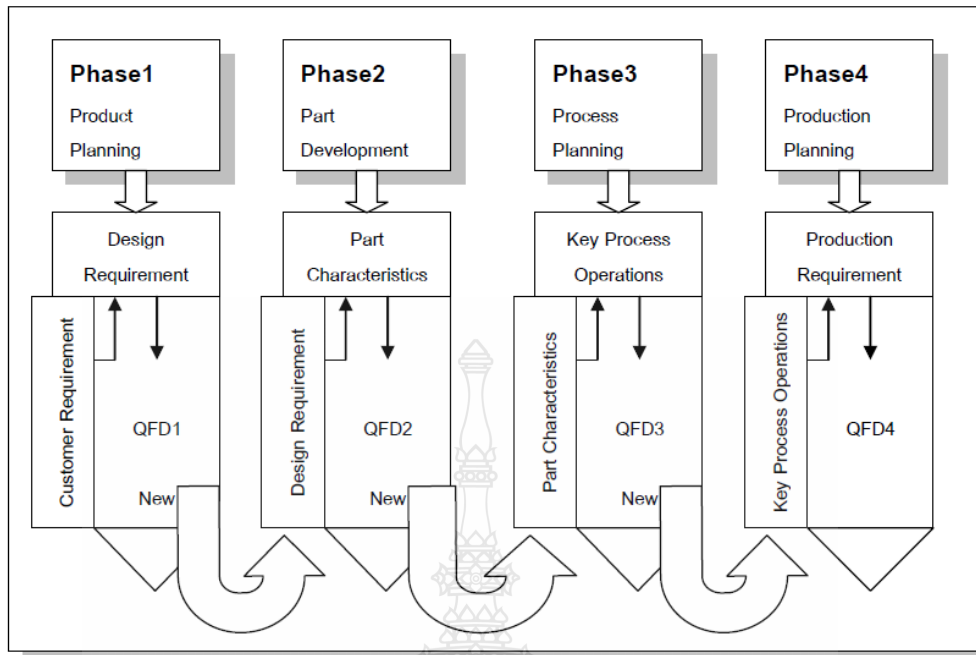 Phase1
Product
Planning
Phase2
Part
Development
Phase3
Process
Planning
Phase4
Production
Planning
Design
Requirement
Part
Characteristics
Key Process
Operations
Production
Requirement
Customer Requirement
QFD1
New
Design Requirement
QFD2
New
Part Characteristics
QFD3
New
Key Process Operations
QFD4